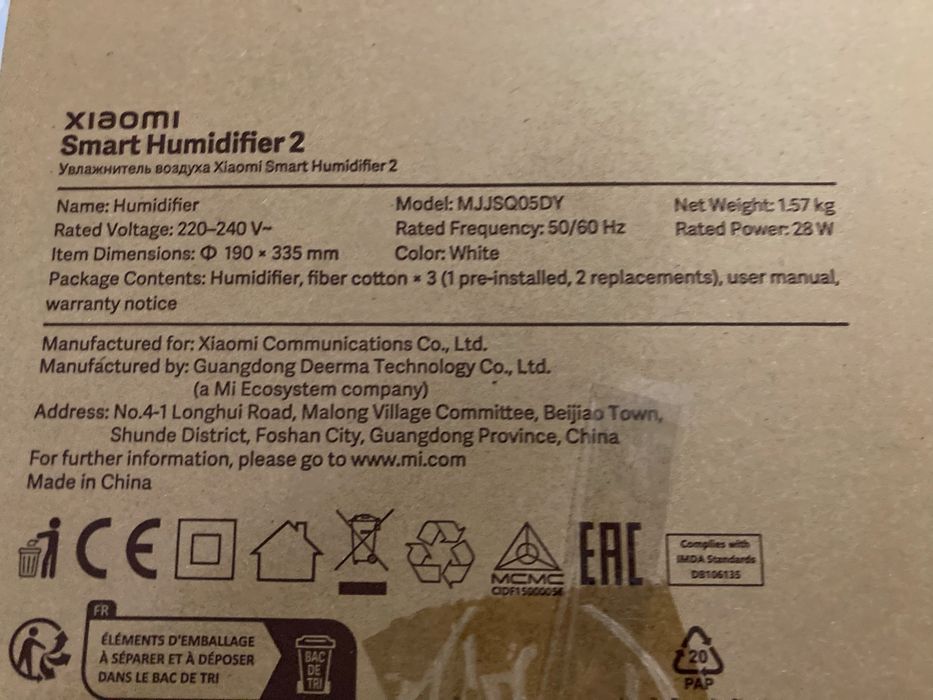 xiaomi
Smart Humidifier 2
Увлажнитель воздуха Xiaomi Smart Humidifier 2
Name: Humidifier Model: MJJSQ05DY Net Weight: 1.57 kg
Rated Voltage: 220–240 V~ Rated Frequency: 50/60 Hz Rated Power: 28 W
Item Dimensions: Φ 190 × 335 mm Color: White
Package Contents: Humidifier, fiber cotton × 3 (1 pre-installed, 2 replacements), user manual,
warranty notice
Manufactured for: Xiaomi Communications Co., Ltd.
Manufactured by: Guangdong Deerma Technology Co., Ltd.
(a Mi Ecosystem company)
Address: No.4-1 Longhui Road, Malong Village Committee, Beijiao Town,
Shunde District, Foshan City, Guangdong Province, China
For further information, please go to www.mi.com
Made in China
CE
MCMC
EAC
Complies with
IMDA Standards
DB106135
FR
ÉLÉMENTS D'EMBALLAGE
À SÉPARER ET À DÉPOSER
DANS LE BAC DE TRI
BAC
DE
TRI
20
PAP